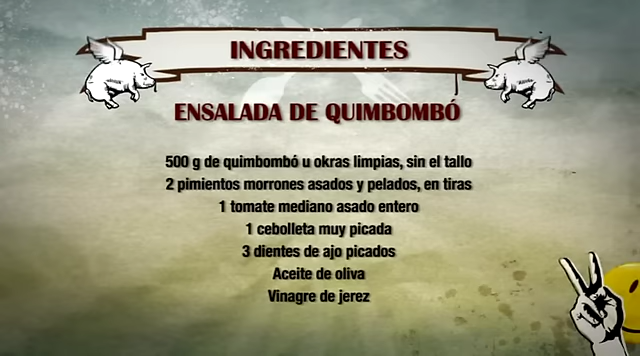 INGREDIENTES
ENSALADA DE QUIMBOMBÓ
500 g de quimbombó u okras limpias, sin el tallo
2 pimientos morrones asados y pelados, en tiras
1 tomate mediano asado entero
1 cebolleta muy picada
3 dientes de ajo picados
Aceite de oliva
Vinagre de jerez